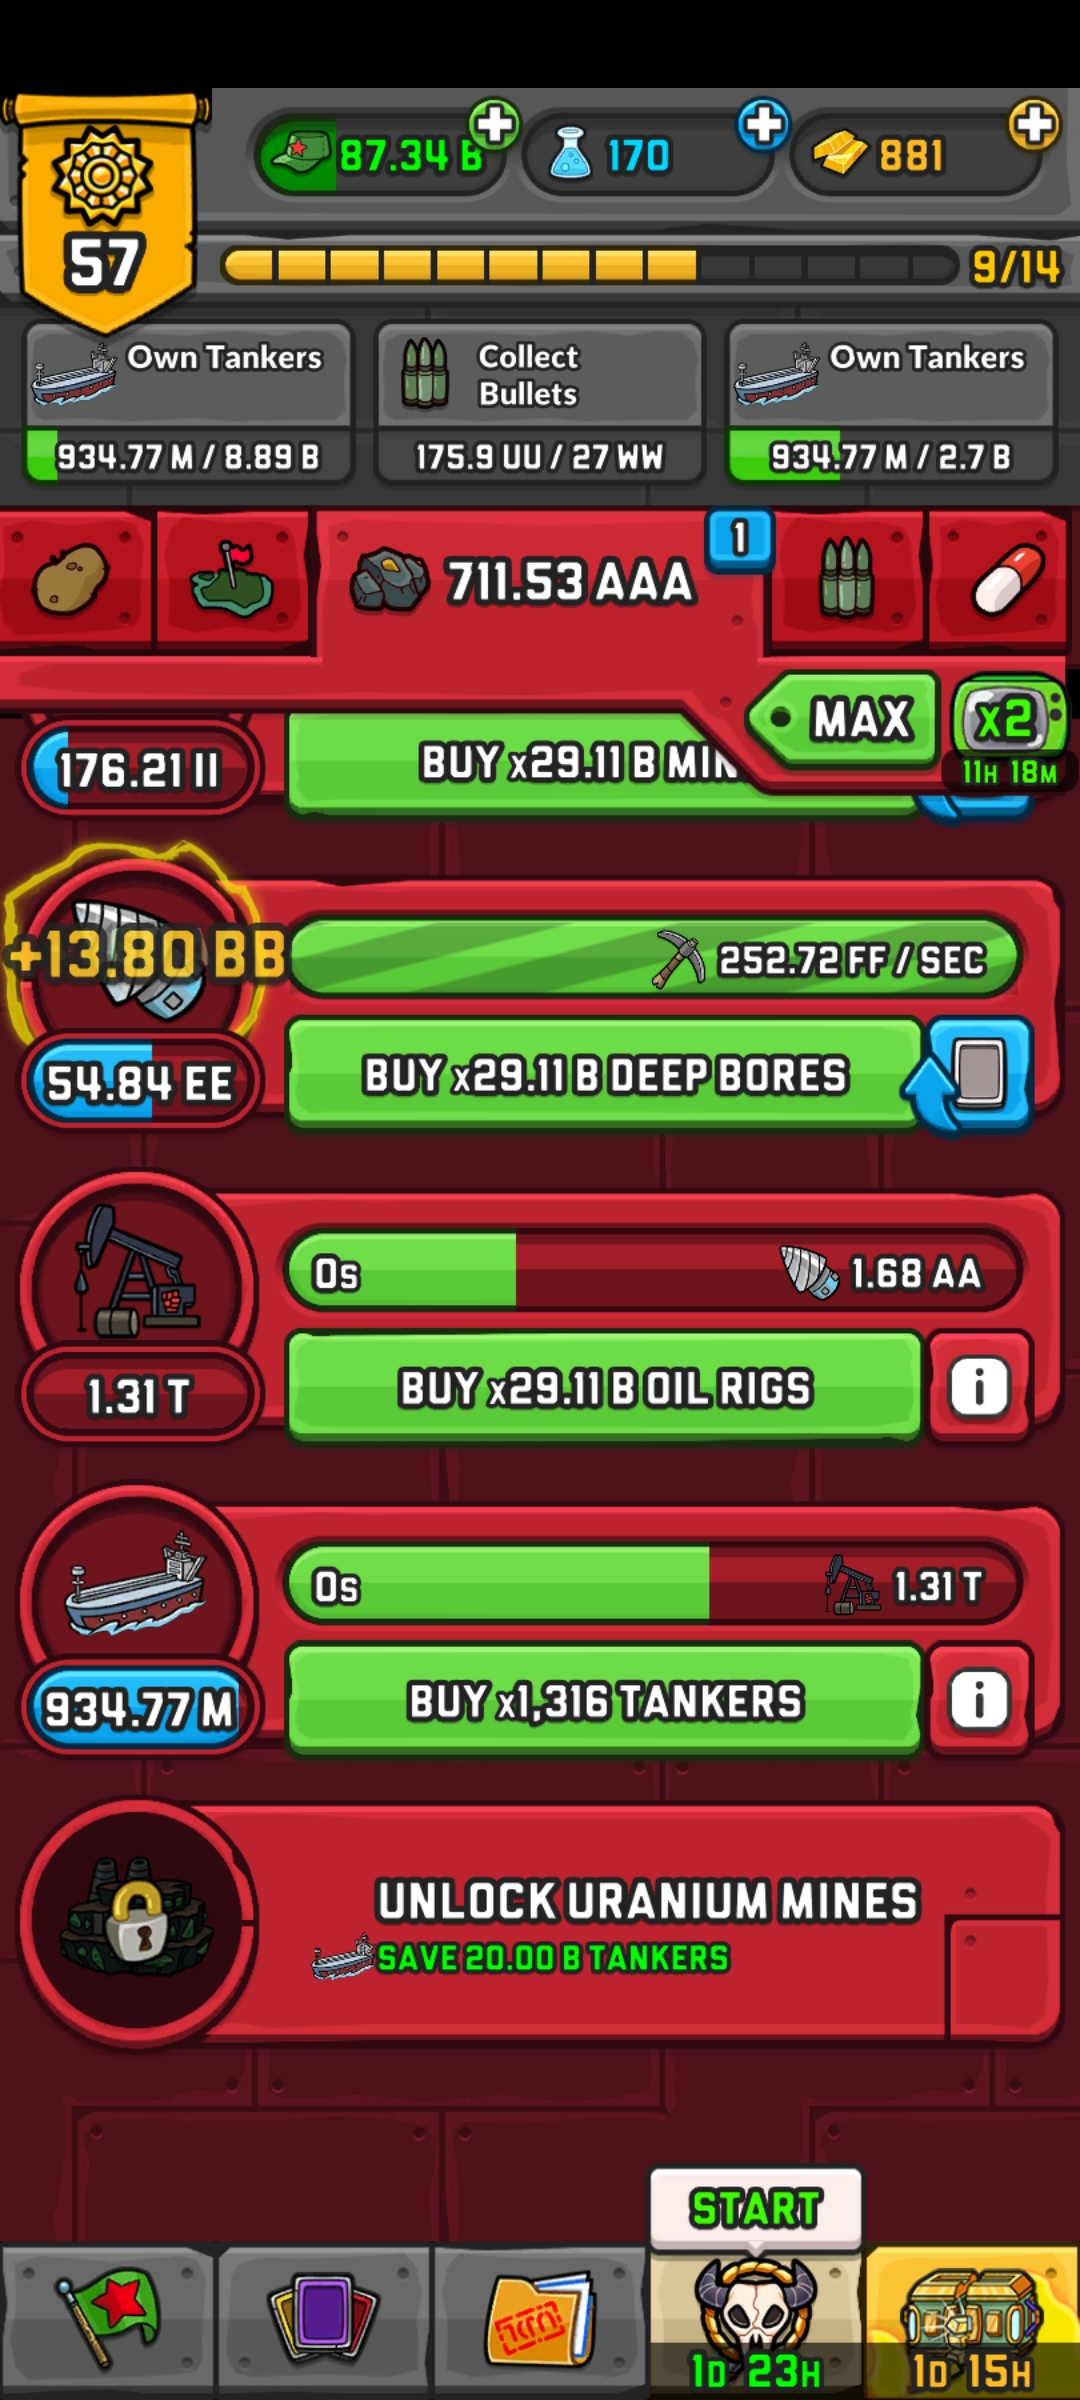 87.34 B
170
881
57
9/14
Own Tankers
934.77 M / 8.89 B
Collect
Bullets
175.9 UU / 27 WW
Own Tankers
934.77 M / 2.7 B
711.53 AAA
1
MAX
x2
11H 18M
176.21 II
BUY x29.11 B MIN
+13.80 BB
252.72 FF / SEC
54.84 EE
BUY x29.11 B DEEP BORES
0s
1.68 AA
1.31 T
BUY x29.11 B OIL RIGS
i
0s
1.31 T
934.77 M
BUY x1,316 TANKERS
i
UNLOCK URANIUM MINES
SAVE 20.00 B TANKERS
START
1D 23H
1D 15H